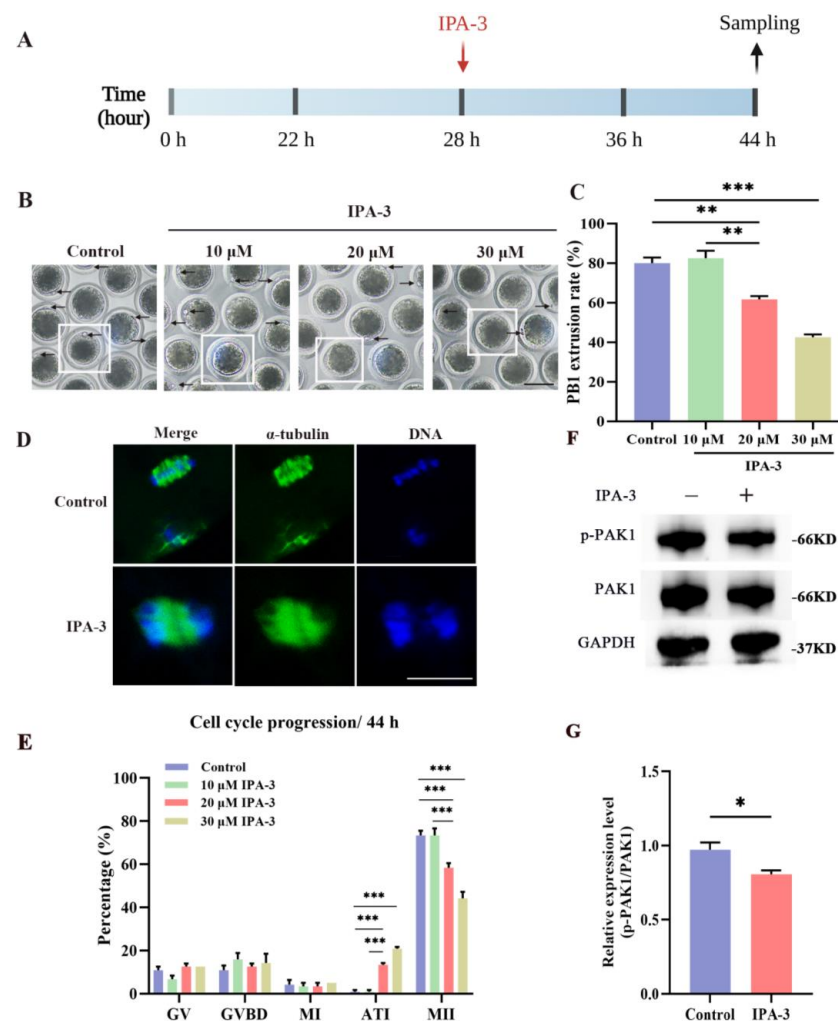 A
IPA-3
Sampling
Time
(hour)
0 h 22 h 28 h 36 h 44 h
B
IPA-3
Control 10 μM 20 μM 30 μM
C
***
**
**
PB1 extrusion rate (%)
100
80
60
40
20
0
Control 10 μM 20 μM 30 μM
IPA-3
D
Merge α-tubulin DNA
Control
IPA-3
F
IPA-3 − +
p-PAK1 -66KD
PAK1 -66KD
GAPDH -37KD
E
Cell cycle progression/ 44 h
Control
10 μM IPA-3
20 μM IPA-3
30 μM IPA-3
***
***
***
***
***
***
Percentage (%)
100
80
60
40
20
0
GV GVBD MI ATI MII
G
*
Relative expression level
(p-PAK1/PAK1)
1.5
1.0
0.5
0.0
Control IPA-3